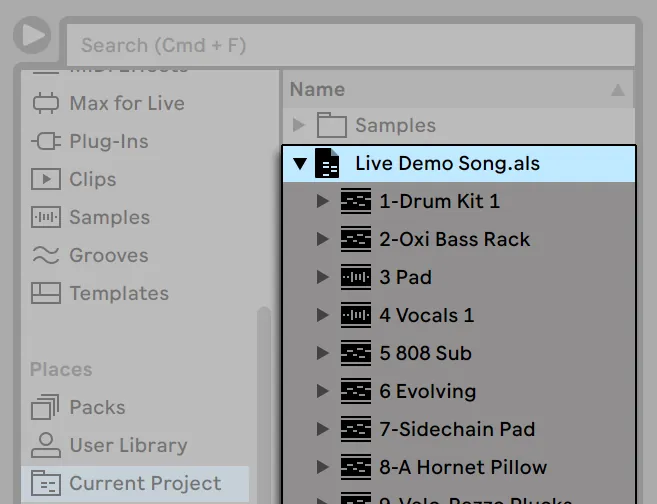 Search (Cmd + F)
MIDI Effects
Max for Live
Plug-Ins
Clips
Samples
Grooves
Templates
Places
Packs
User Library
Current Project
Name
Samples
Live Demo Song.als
1-Drum Kit 1
2-Oxi Bass Rack
3 Pad
4 Vocals 1
5 808 Sub
6 Evolving
7-Sidechain Pad
8-A Hornet Pillow